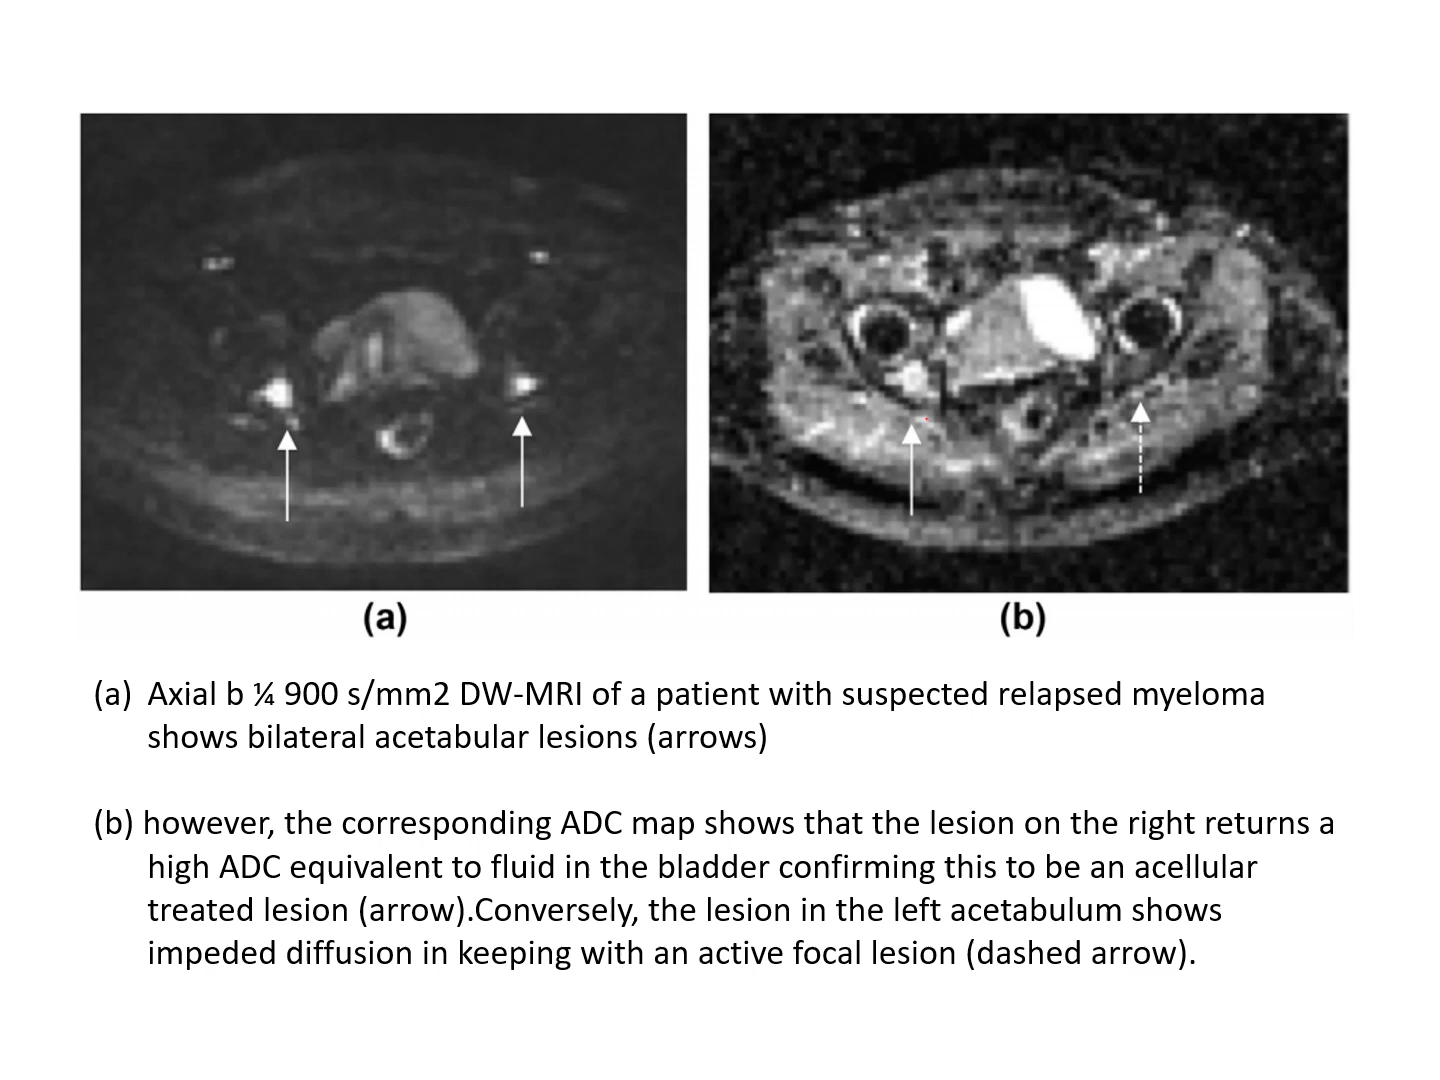 (a)
(b)
(a) Axial b ¼ 900 s/mm2 DW-MRI of a patient with suspected relapsed myeloma
shows bilateral acetabular lesions (arrows)
(b) however, the corresponding ADC map shows that the lesion on the right returns a
high ADC equivalent to fluid in the bladder confirming this to be an acellular
treated lesion (arrow).Conversely, the lesion in the left acetabulum shows
impeded diffusion in keeping with an active focal lesion (dashed arrow).